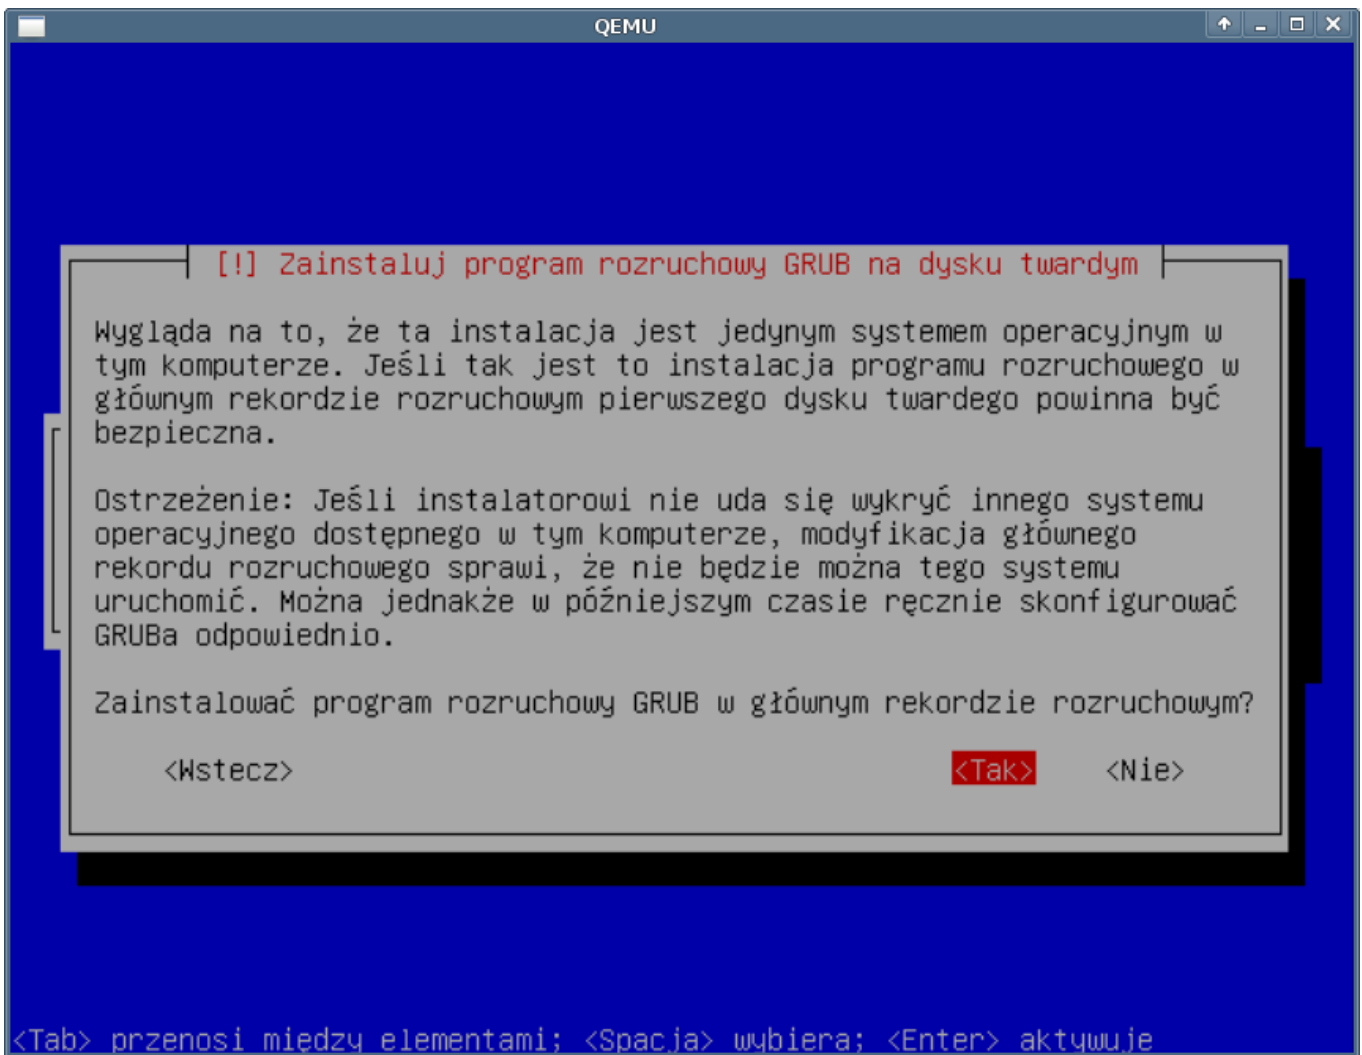 QEMU
[!] Zainstaluj program rozruchowy GRUB na dysku twardym
Wygląda na to, że ta instalacja jest jedynym systemem operacyjnym w
tym komputerze. Jeśli tak jest to instalacja programu rozruchowego w
głównym rekordzie rozruchowym pierwszego dysku twardego powinna być
bezpieczna.
Ostrzeżenie: Jeśli instalatorowi nie uda się wykryć innego systemu
operacyjnego dostępnego w tym komputerze, modyfikacja głównego
rekordu rozruchowego sprawi, że nie będzie można tego systemu
uruchomić. Można jednakże w późniejszym czasie ręcznie skonfigurować
GRUBa odpowiednio.
Zainstalować program rozruchowy GRUB w głównym rekordzie rozruchowym?
<Wstecz> <Tak> <Nie>
<Tab> przenosi między elementami; <Spacja> wybiera; <Enter> aktywuje